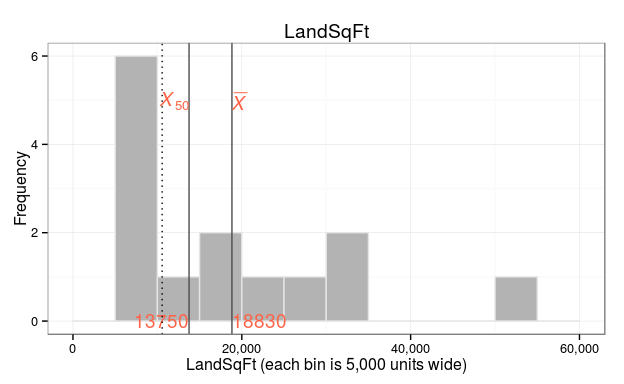 LandSqFt
6
X50
X̅
4
Frequency
2
13750
18830
0
0
20,000
40,000
60,000
LandSqFt (each bin is 5,000 units wide)